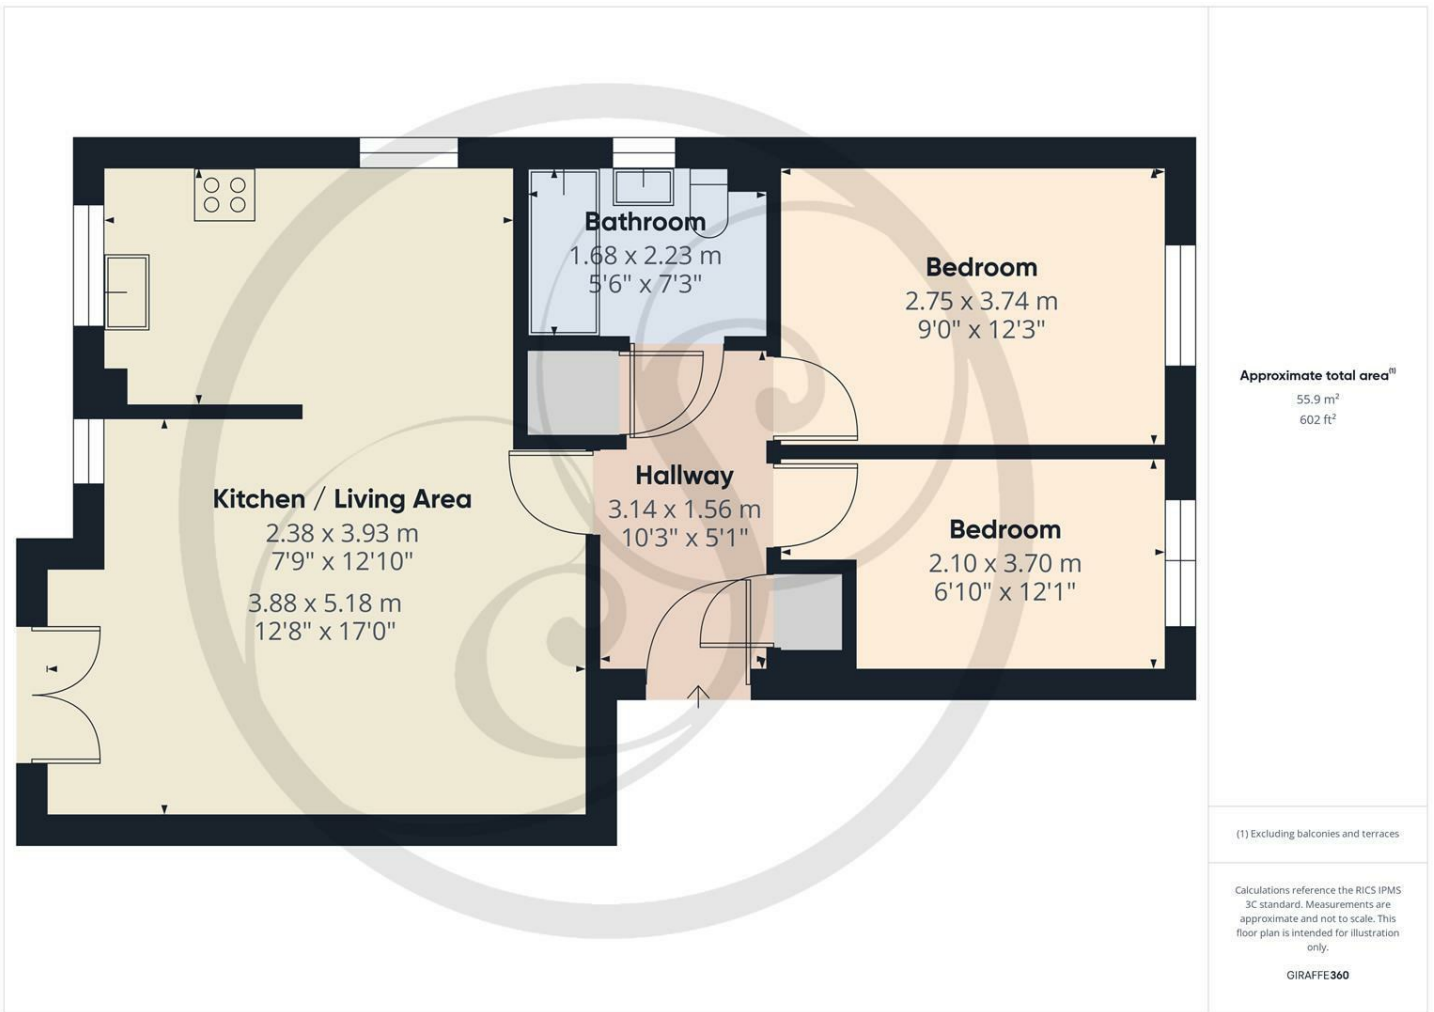 Bathroom
1.68 x 2.23 m
5'6" x 7'3"
Bedroom
2.75 x 3.74 m
9'0" x 12'3"
Kitchen / Living Area
2.38 x 3.93 m
7'9" x 12'10"
3.88 x 5.18 m
12'8" x 17'0"
Hallway
3.14 x 1.56 m
10'3" x 5'1"
Bedroom
2.10 x 3.70 m
6'10" x 12'1"
Approximate total area(1)
55.9 m²
602 ft²
(1) Excluding balconies and terraces
Calculations reference the RICS IPMS
3C standard. Measurements are
approximate and not to scale. This
floor plan is intended for illustration
only.
GIRAFFE360